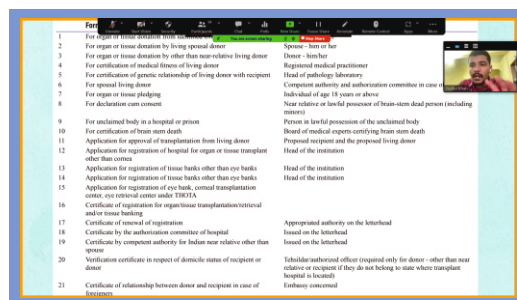 Form
You are screen sharing
Stop Share
1 For organ or tissue donation from
2 For organ or tissue donation by living spousal donor Spouse - him or her
3 For organ or tissue donation by other than near-relative living donor Donor - him/her
4 For certification of medical fitness of living donor Registered medical practitioner
5 For certification of genetic relationship of living donor with recipient Head of pathology laboratory
6 For spousal living donor Competent authority and authorization committee in case o
7 For organ or tissue pledging Individual of age 18 years or above
8 For declaration cum consent Near relative or lawful possessor of brain-stem dead person (including
minors)
9 For unclaimed body in a hospital or prison Person in lawful possession of the unclaimed body
10 For certification of brain stem death Board of medical experts certifying brain stem death
11 Application for approval of transplantation from living donor Proposed recipient and the proposed living donor
12 Application for registration of hospital for organ or tissue transplant Head of the institution
other than cornea
13 Application for registration of tissue banks other than eye banks Head of the institution
14 Application for registration of tissue banks other than eye banks Head of the institution
15 Application for registration of eye bank, corneal transplantation
center, eye retrieval center under THOTA
16 Certificate of registration for organ/tissue transplantation/retrieval
and/or tissue banking
17 Certificate of renewal of registration Appropriated authority on the letterhead
18 Certificate by the authorization committee of hospital Issued on the letterhead
19 Certificate by competent authority for Indian near relative other than Issued on the letterhead
spouse
20 Verification certificate in respect of domicile status of recipient or Tehsildar/authorized officer (required only for donor - other than near
donor relative or recipient if they do not belong to state where transplant
hospital is located)
21 Certificate of relationship between donor and recipient in case of Embassy concerned
foreigners